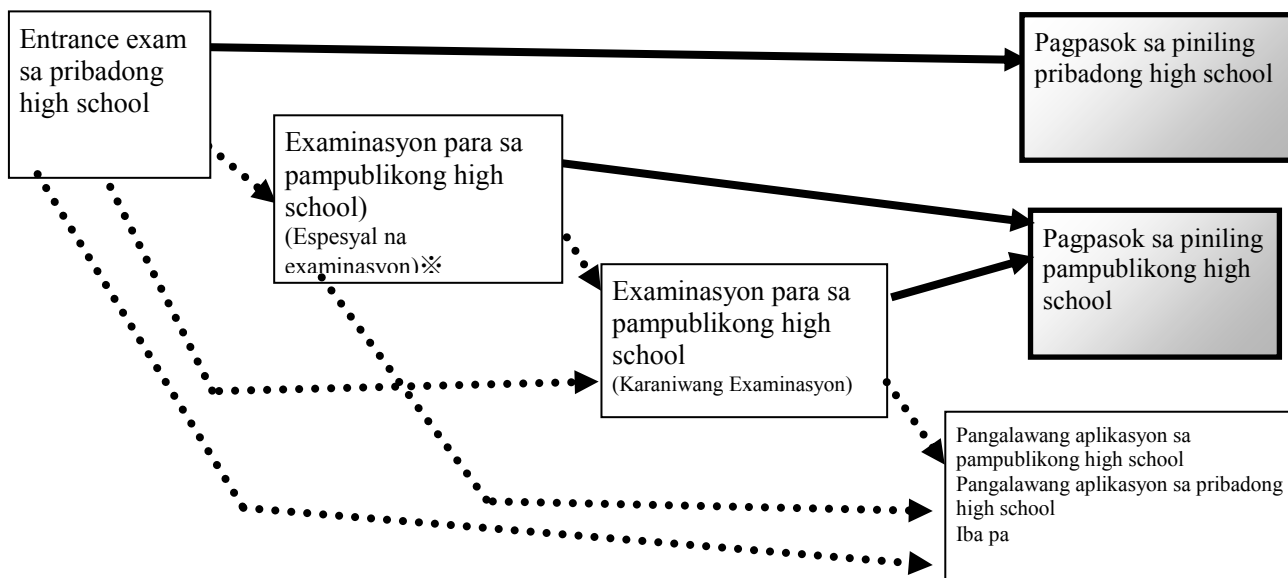 Entrance exam
sa pribadong
high school
Pagpasok sa piniling
pribadong high school
Examinasyon para sa
pampublikong high
school)
(Espesyal na
examinasyon)※
Pagpasok sa piniling
pampublikong high
school
Examinasyon para sa
pampublikong high
school
(Karaniwang Examinasyon)
Pangalawang aplikasyon sa
pampublikong high school
Pangalawang aplikasyon sa pribadong
high school
Iba pa